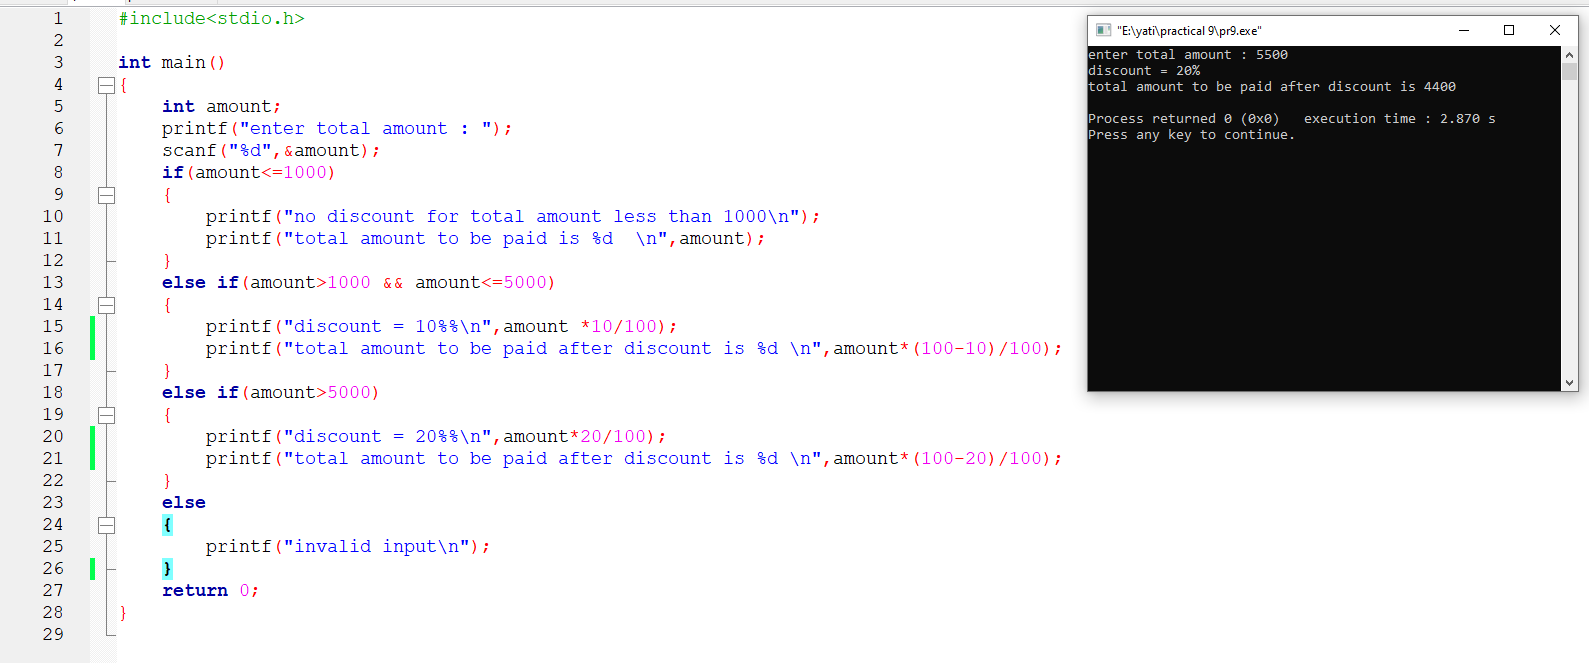 1 #include<stdio.h>
2
3 int main()
4 {
5     int amount;
6     printf("enter total amount : ");
7     scanf("%d",&amount);
8     if(amount<=1000)
9     {
10         printf("no discount for total amount less than 1000\n");
11         printf("total amount to be paid is %d  \n",amount);
12     }
13     else if(amount>1000 && amount<=5000)
14     {
15         printf("discount = 10%%\n",amount *10/100);
16         printf("total amount to be paid after discount is %d \n",amount*(100-10)/100);
17     }
18     else if(amount>5000)
19     {
20         printf("discount = 20%%\n",amount*20/100);
21         printf("total amount to be paid after discount is %d \n",amount*(100-20)/100);
22     }
23     else
24     {
25         printf("invalid input\n");
26     }
27     return 0;
28 }
29
"E:\yati\practical 9\pr9.exe"
enter total amount : 5500
discount = 20%
total amount to be paid after discount is 4400
Process returned 0 (0x0)   execution time : 2.870 s
Press any key to continue.